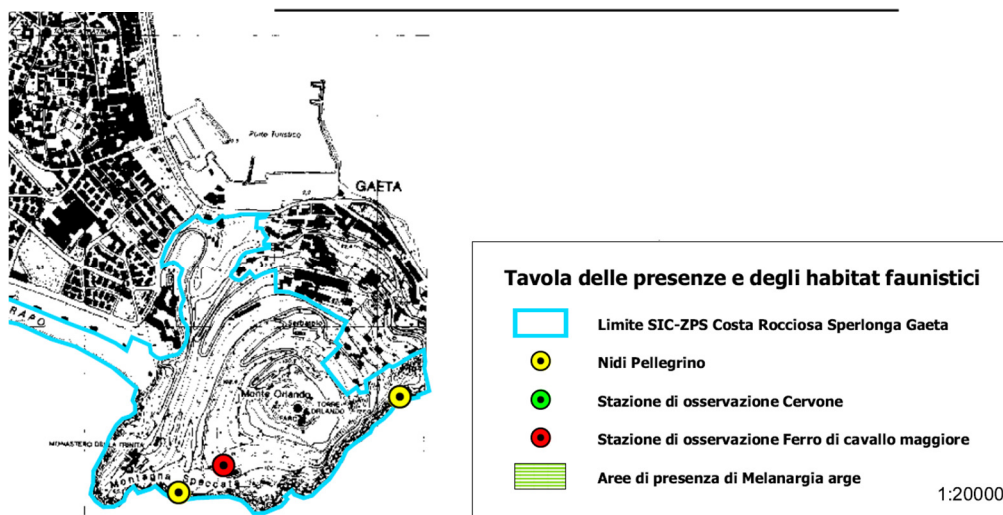 Porto Turistico
GAETA
RAPO
Serbatoio
Monte Orlando
TORRE
ORLANDO
FARO
MONASTERO DELLA TRINITA
Montagna Spaccata
Tavola delle presenze e degli habitat faunistici
Limite SIC-ZPS Costa Rocciosa Sperlonga Gaeta
Nidi Pellegrino
Stazione di osservazione Cervone
Stazione di osservazione Ferro di cavallo maggiore
Aree di presenza di Melanargia arge
1:20000